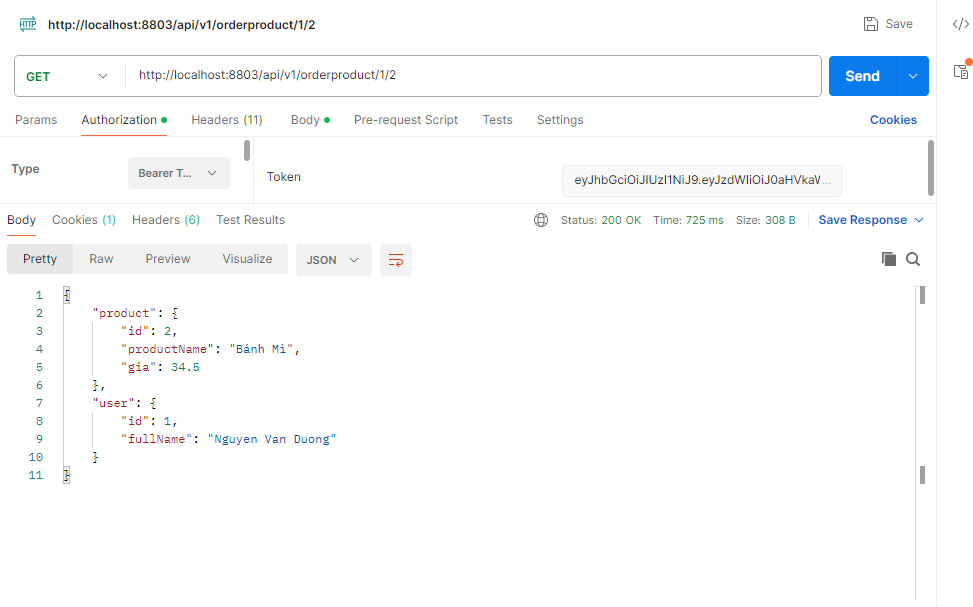 HTTP http://localhost:8803/api/v1/orderproduct/1/2 Save </>
GET http://localhost:8803/api/v1/orderproduct/1/2 Send
Params Authorization Headers (11) Body Pre-request Script Tests Settings Cookies
Type Bearer T... Token eyJhbGciOiJIUzI1NiJ9.eyJzdWIiOiJ0aHVkaW...
Body Cookies (1) Headers (6) Test Results Status: 200 OK Time: 725 ms Size: 308 B Save Response
Pretty Raw Preview Visualize JSON
1 {
2 "product": {
3 "id": 2,
4 "productName": "Bánh Mì",
5 "gia": 34.5
6 },
7 "user": {
8 "id": 1,
9 "fullName": "Nguyen Van Duong"
10 }
11 }